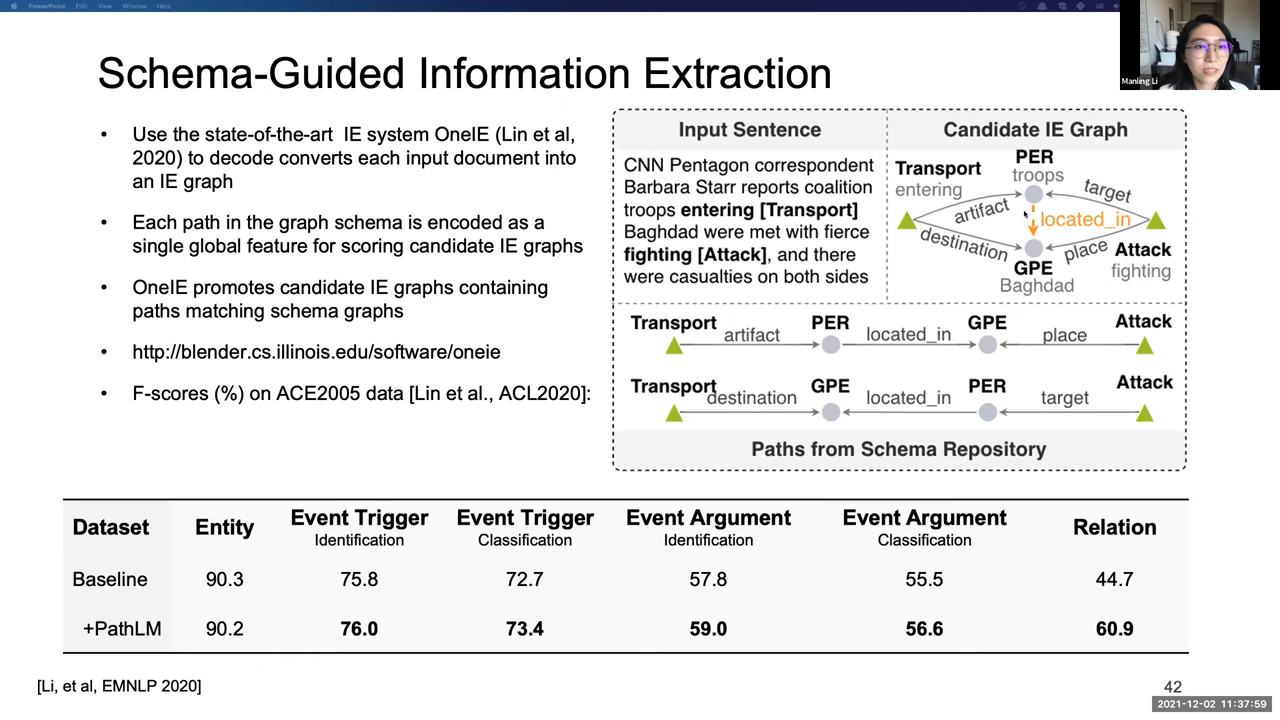 PowerPoint Edit View Window Help
Manling Li
Schema-Guided Information Extraction
• Use the state-of-the-art IE system OneIE (Lin et al,
2020) to decode converts each input document into
an IE graph
• Each path in the graph schema is encoded as a
single global feature for scoring candidate IE graphs
• OneIE promotes candidate IE graphs containing
paths matching schema graphs
• http://blender.cs.illinois.edu/software/oneie
• F-scores (%) on ACE2005 data [Lin et al., ACL2020]:
Input Sentence
CNN Pentagon correspondent
Barbara Starr reports coalition
troops entering [Transport]
Baghdad were met with fierce
fighting [Attack], and there
were casualties on both sides
Candidate IE Graph
Transport
entering
PER
troops
artifact
target
located_in
destination
place
GPE
Baghdad
Attack
fighting
Transport artifact PER located_in GPE place Attack
Transport destination GPE located_in PER target Attack
Paths from Schema Repository
Dataset Entity Event Trigger Event Trigger Event Argument Event Argument Relation
Identification Classification Identification Classification
Baseline 90.3 75.8 72.7 57.8 55.5 44.7
+PathLM 90.2 76.0 73.4 59.0 56.6 60.9
[Li, et al, EMNLP 2020]
42
2021-12-02 11:37:59